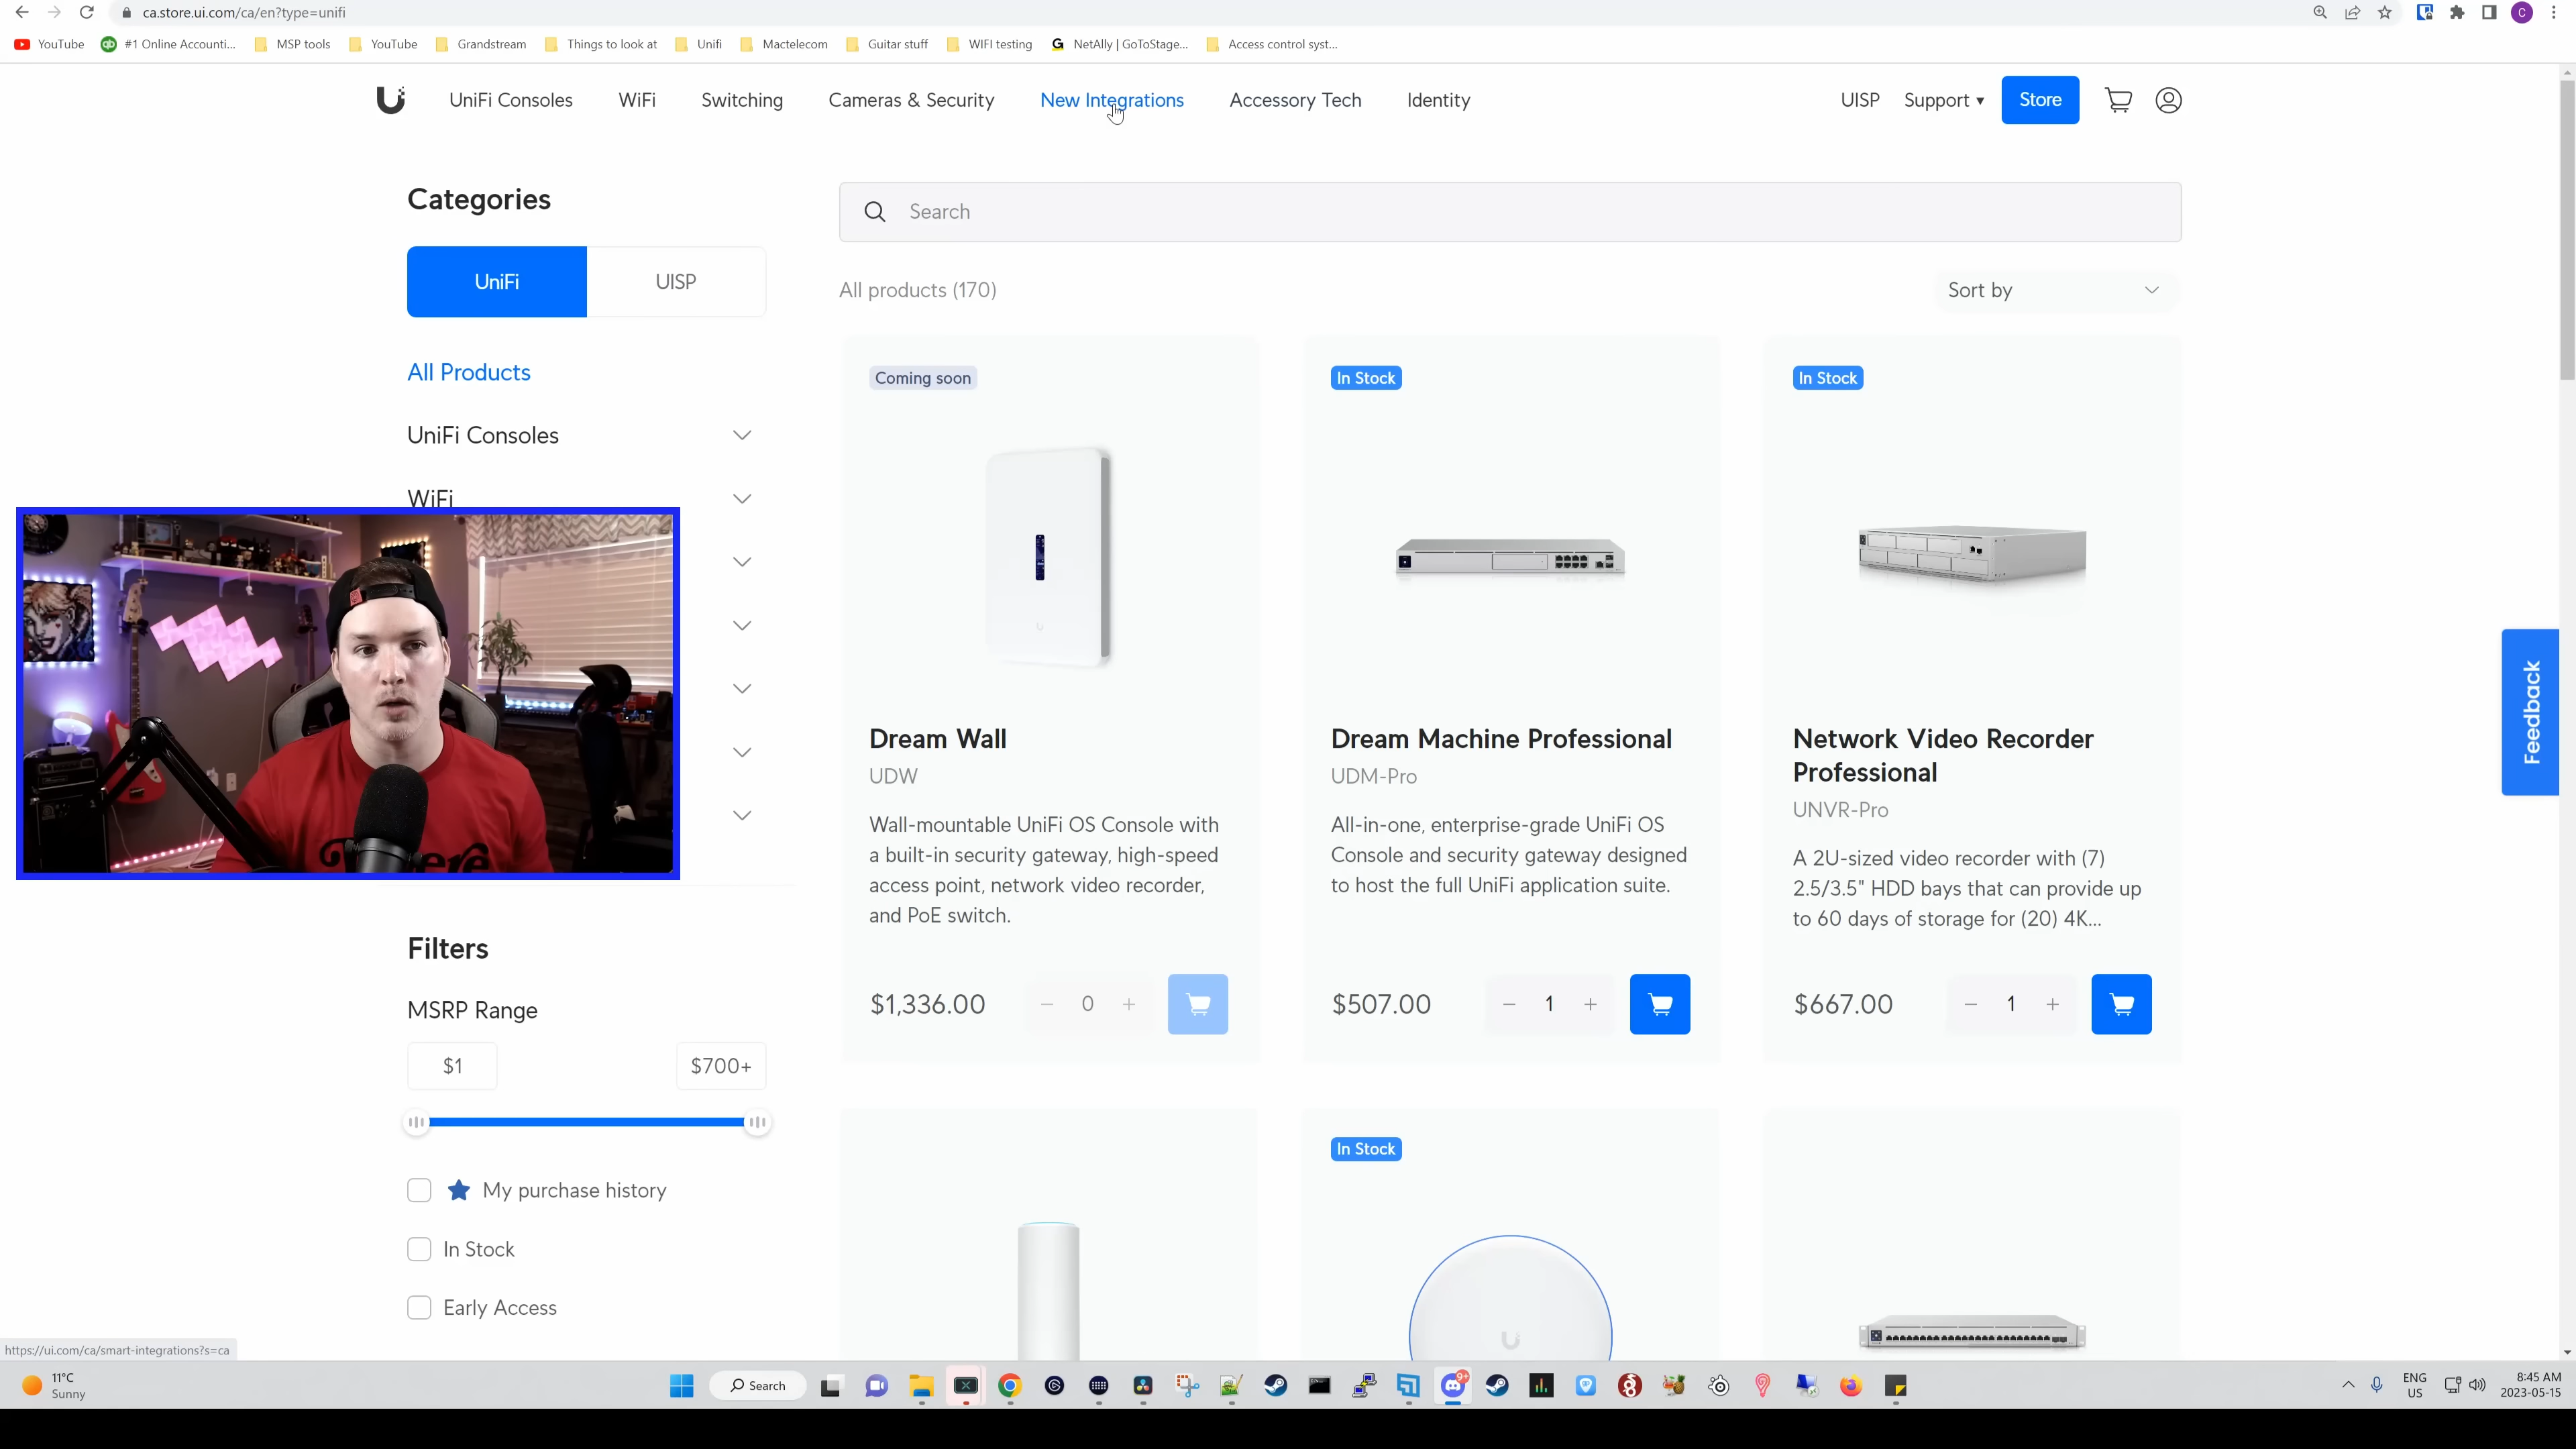 ca.store.ui.com/ca/en?type=unifi
YouTube
#1 Online Accounti...
MSP tools
YouTube
Grandstream
Things to look at
Unifi
Mactelecom
Guitar stuff
WIFI testing
NetAlly | GoToStage...
Access control syst...
UniFi Consoles
WiFi
Switching
Cameras & Security
New Integrations
Accessory Tech
Identity
UISP
Support
Store
Categories
UniFi
UISP
All Products
UniFi Consoles
WiFi
Filters
MSRP Range
$1
$700+
My purchase history
In Stock
Early Access
Search
All products (170)
Sort by
Coming soon
Dream Wall
UDW
Wall-mountable UniFi OS Console with
a built-in security gateway, high-speed
access point, network video recorder,
and PoE switch.
$1,336.00
0
In Stock
Dream Machine Professional
UDM-Pro
All-in-one, enterprise-grade UniFi OS
Console and security gateway designed
to host the full UniFi application suite.
$507.00
1
In Stock
Network Video Recorder
Professional
UNVR-Pro
A 2U-sized video recorder with (7)
2.5/3.5" HDD bays that can provide up
to 60 days of storage for (20) 4K...
$667.00
1
In Stock
Feedback
https://ui.com/ca/smart-integrations?s=ca
11°C
Sunny
Search
9+
ENG
US
8:45 AM
2023-05-15